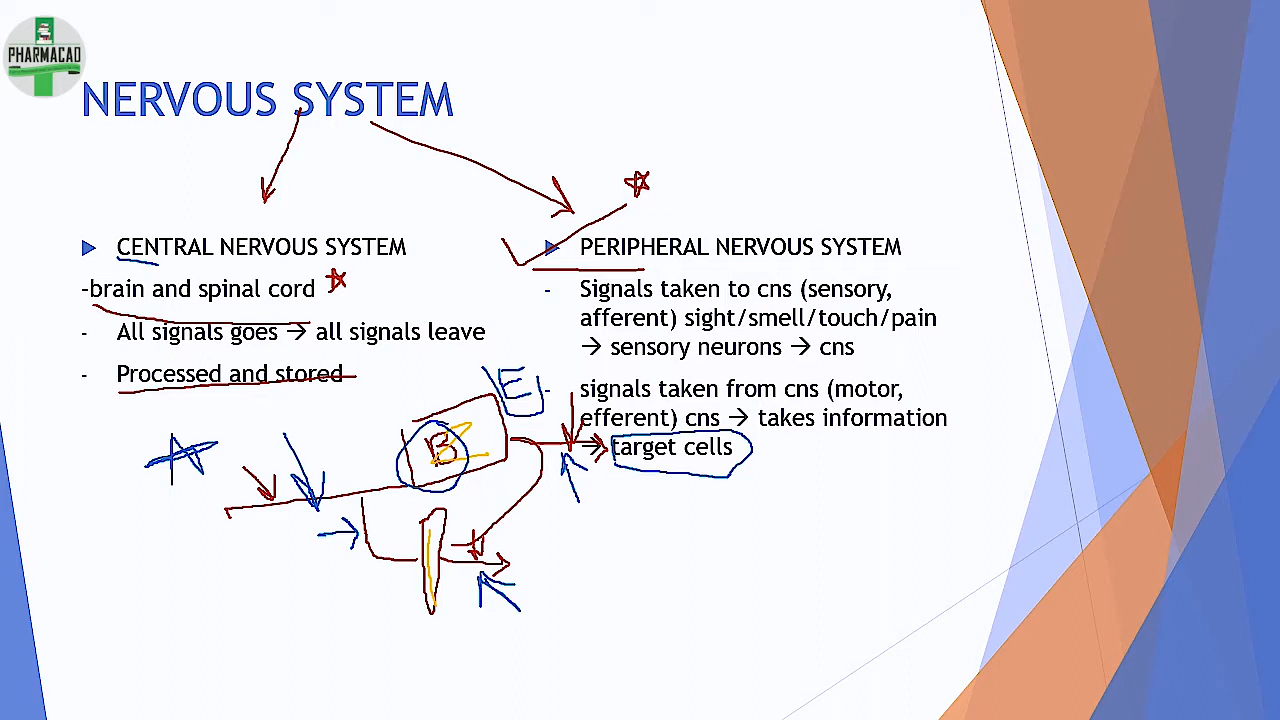 PHARMACAD
NERVOUS SYSTEM
CENTRAL NERVOUS SYSTEM
-brain and spinal cord
- All signals goes → all signals leave
- Processed and stored
PERIPHERAL NERVOUS SYSTEM
- Signals taken to cns (sensory,
afferent) sight/smell/touch/pain
→ sensory neurons → cns
- signals taken from cns (motor,
efferent) cns → takes information
→ target cells
A
B
E